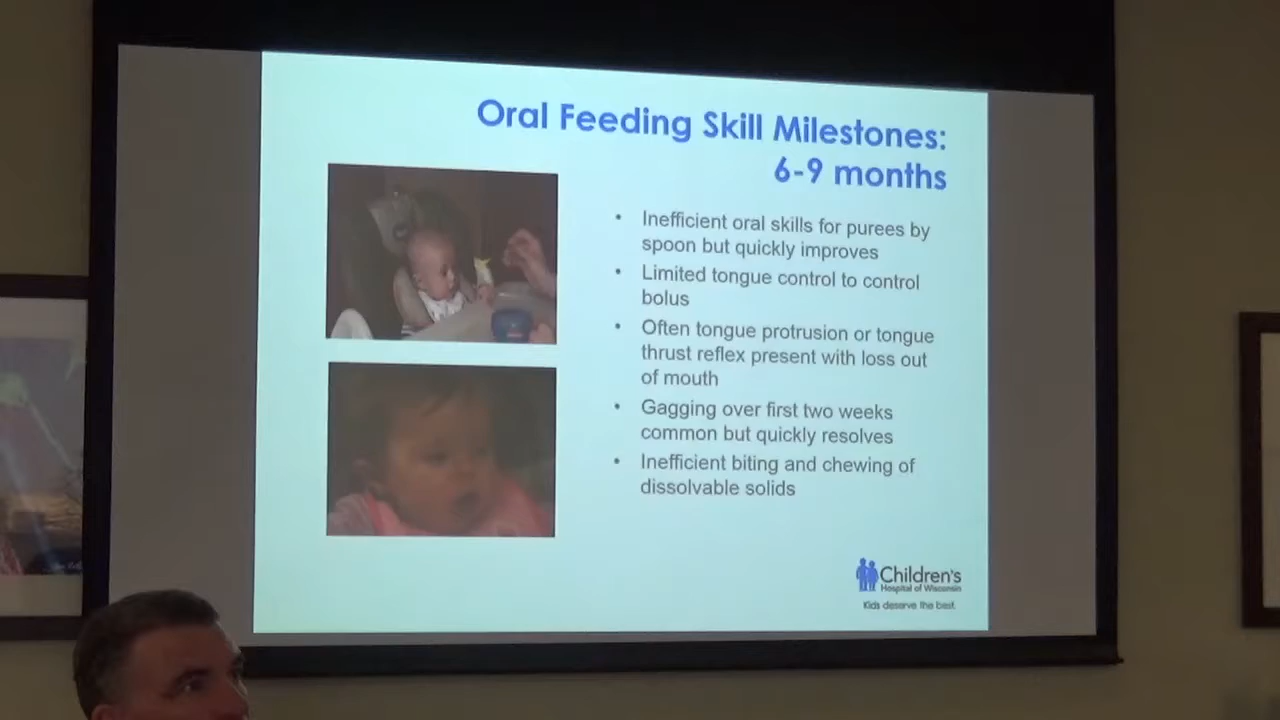 Oral Feeding Skill Milestones:
6-9 months
• Inefficient oral skills for purees by
spoon but quickly improves
• Limited tongue control to control
bolus
• Often tongue protrusion or tongue
thrust reflex present with loss out
of mouth
• Gagging over first two weeks
common but quickly resolves
• Inefficient biting and chewing of
dissolvable solids
Children's
Hospital of Wisconsin
Kids deserve the best.